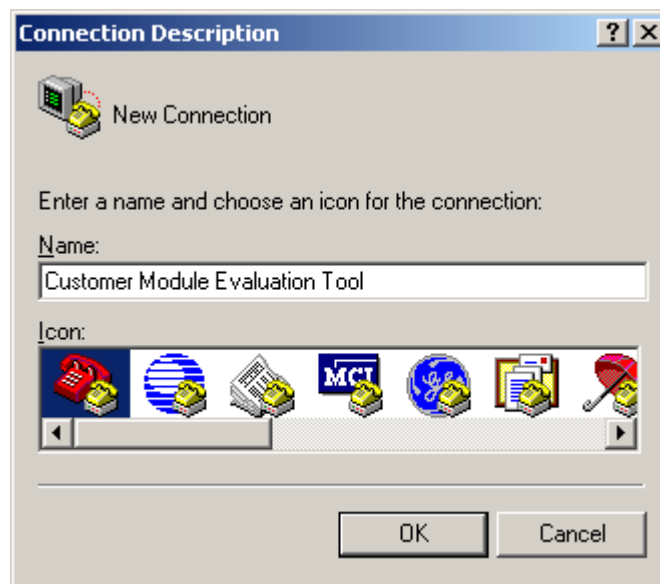 Connection Description
New Connection
Enter a name and choose an icon for the connection:
Name:
Customer Module Evaluation Tool
Icon:
MCI
OK Cancel